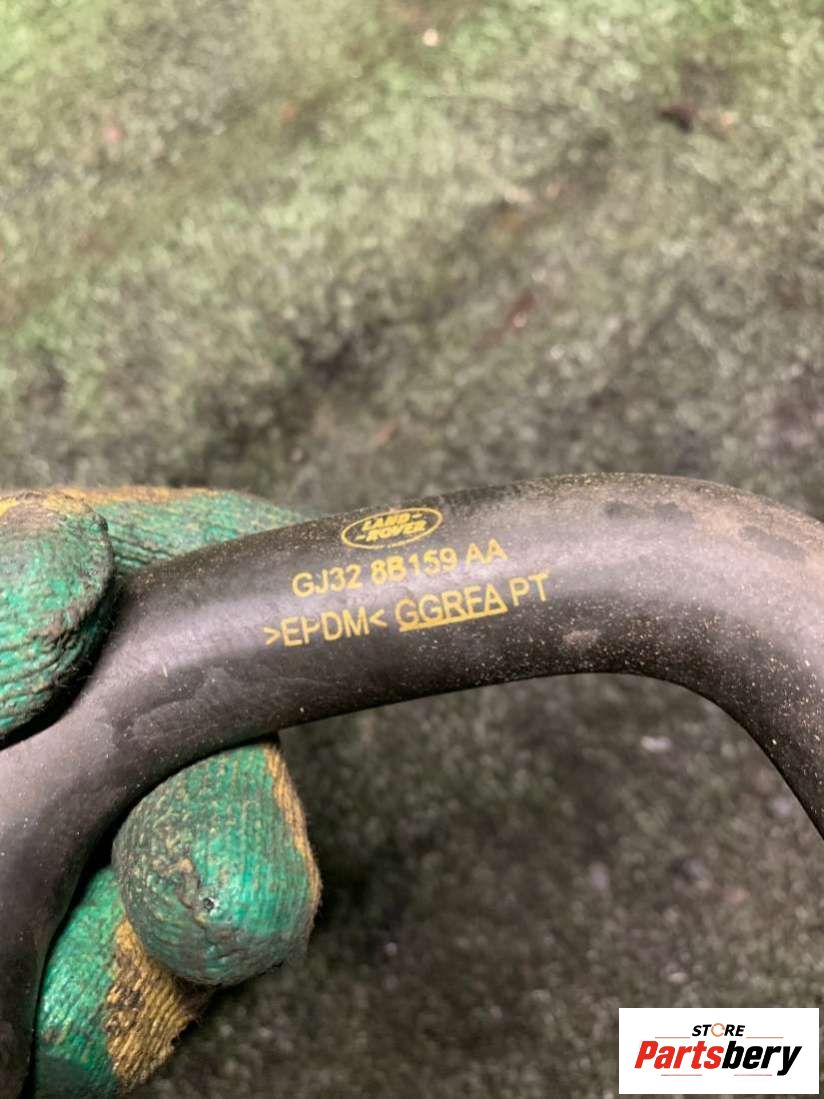 LAND
ROVER
GJ32 8B159 AA
>EPDM< GGRFA PT
STORE
Partsbery